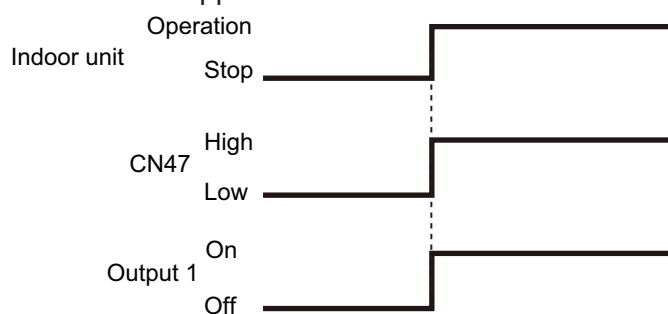 Operation
Indoor unit
Stop
High
CN47
Low
On
Output 1
Off